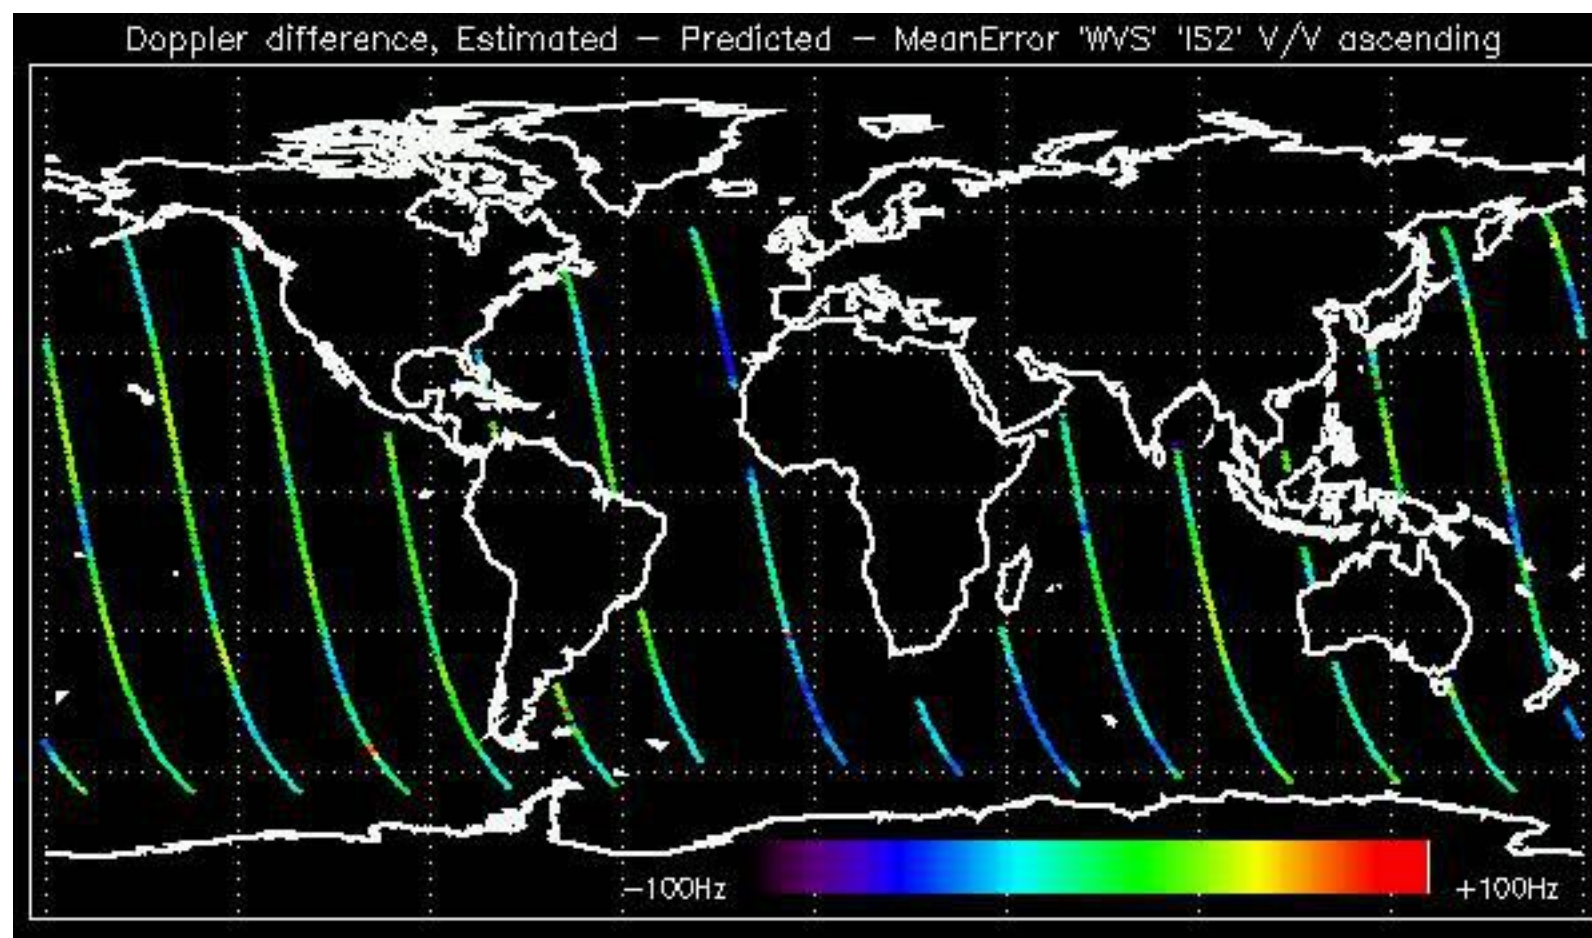 Doppler difference, Estimated – Predicted – MeanError 'WVS' 'IS2' V/V ascending
–100Hz
+100Hz